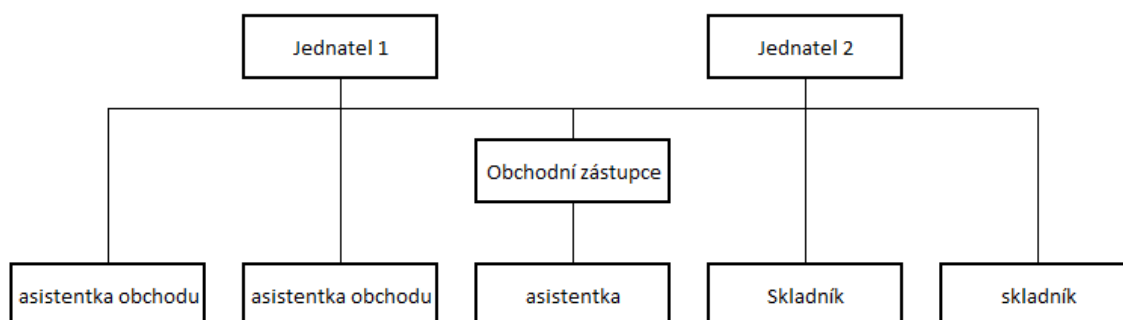 Jednatel 1
Jednatel 2
Obchodní zástupce
asistentka obchodu
asistentka obchodu
asistentka
Skladník
skladník